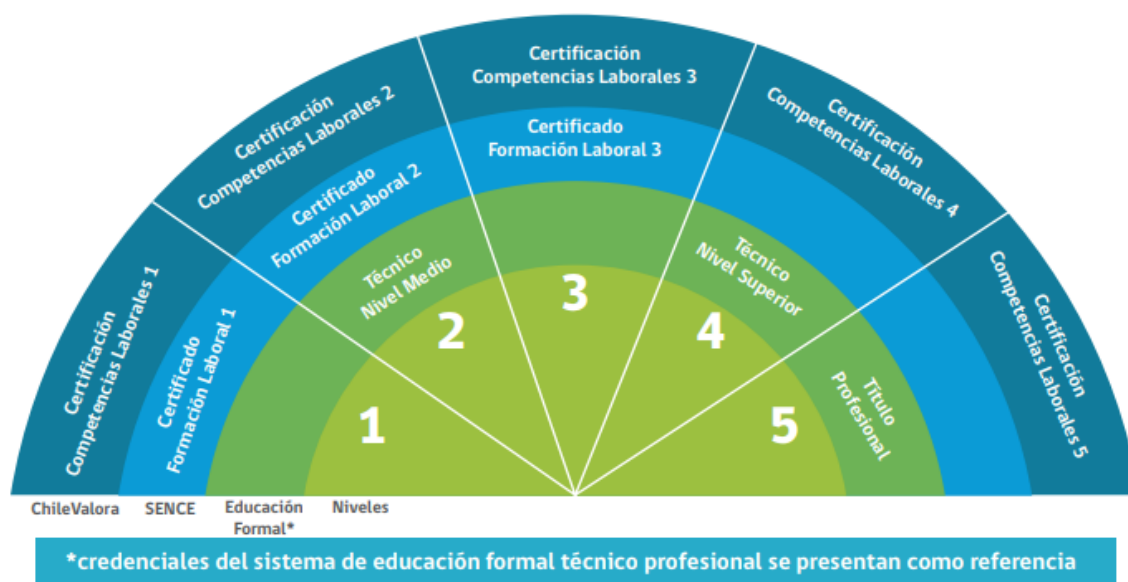 Certificación
Competencias Laborales 1
Certificación
Competencias Laborales 2
Certificación
Competencias Laborales 3
Certificación
Competencias Laborales 4
Certificación
Competencias Laborales 5
Certificado
Formación Laboral 1
Certificado
Formación Laboral 2
Certificado
Formación Laboral 3
Técnico
Nivel Medio
Técnico
Nivel Superior
Título
Profesional
1
2
3
4
5
ChileValora
SENCE
Educación
Formal*
Niveles
*credenciales del sistema de educación formal técnico profesional se presentan como referencia